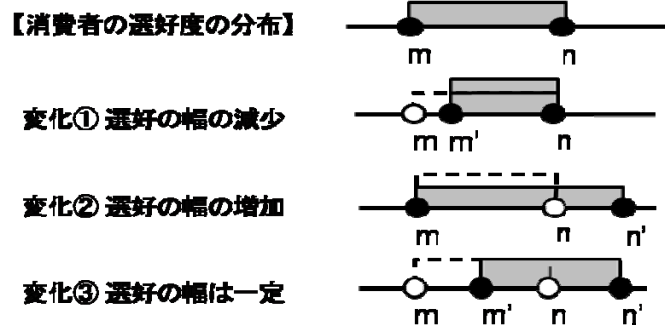 【消費者の選好度の分布】
m n
変化① 選好の幅の減少
m m' n
変化② 選好の幅の増加
m n n'
変化③ 選好の幅は一定
m m' n n'